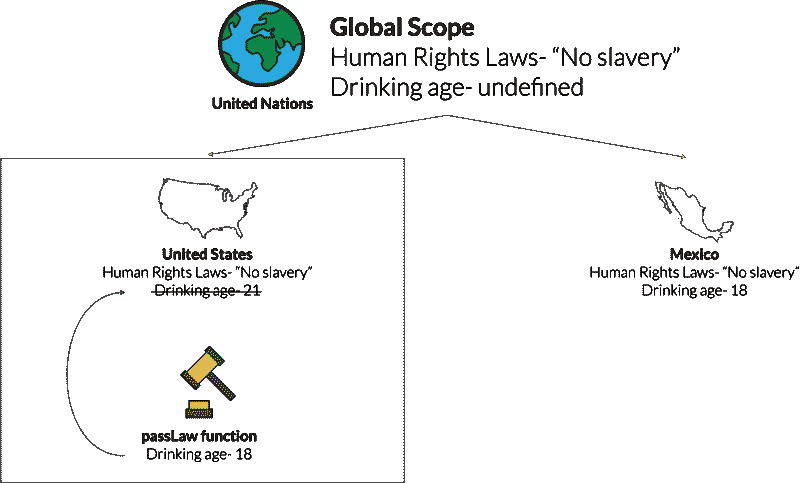 Global Scope
Human Rights Laws- “No slavery”
Drinking age- undefined
United Nations
United States
Human Rights Laws- “No slavery”
Drinking age- 21
passLaw function
Drinking age- 18
Mexico
Human Rights Laws- “No slavery“
Drinking age- 18